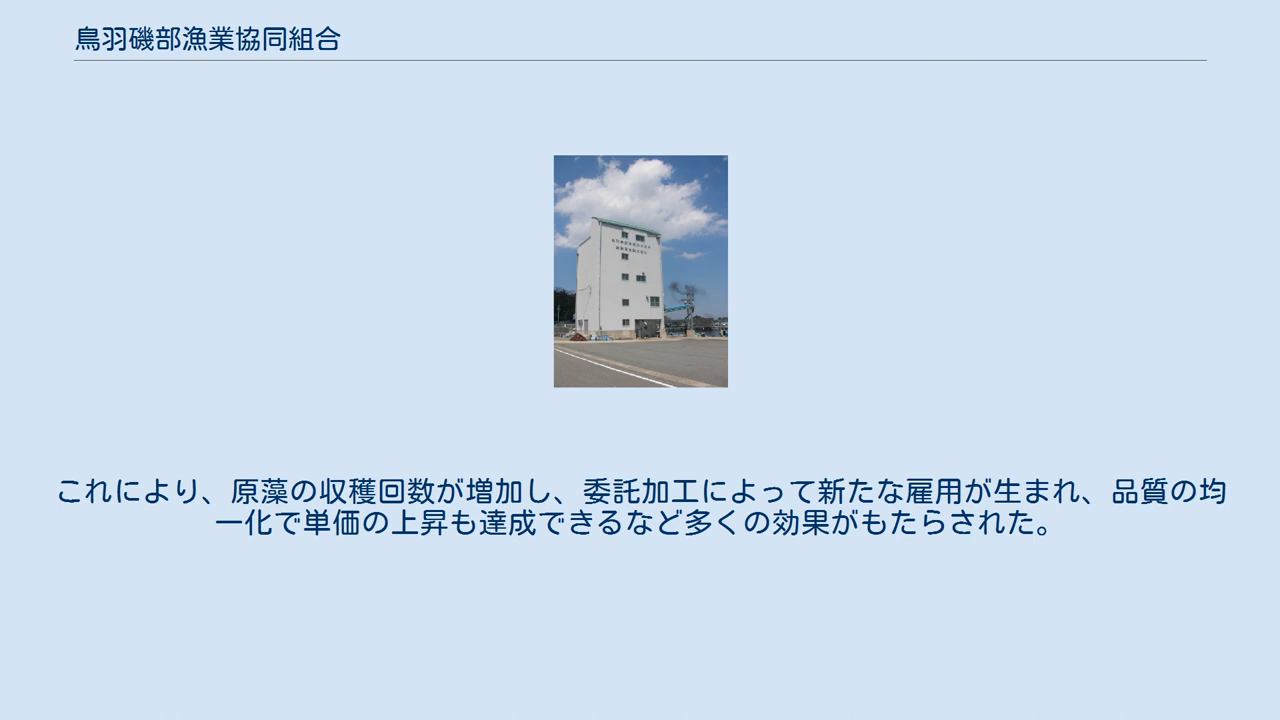 鳥羽磯部漁業協同組合
これにより、原藻の収穫回数が増加し、委託加工によって新たな雇用が生まれ、品質の均
一化で単価の上昇も達成できるなど多くの効果がもたらされた。